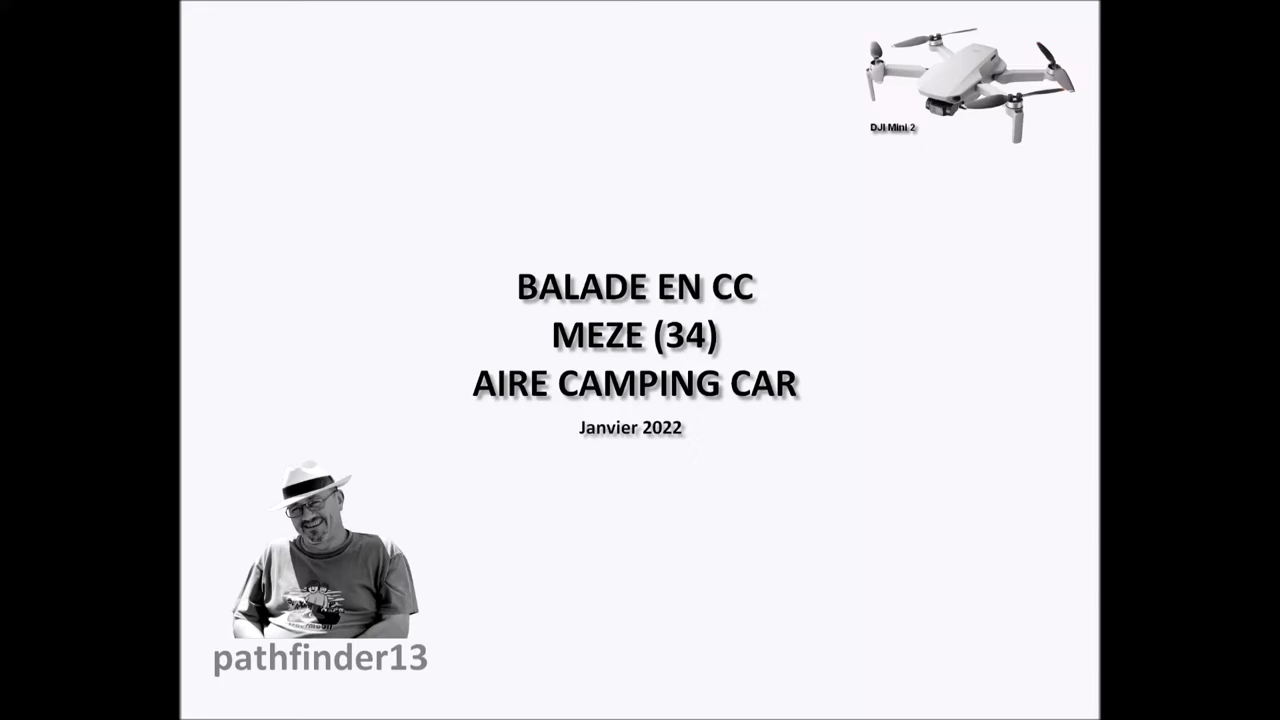 DJI Mini 2
BALADE EN CC
MEZE (34)
AIRE CAMPING CAR
Janvier 2022
pathfinder13